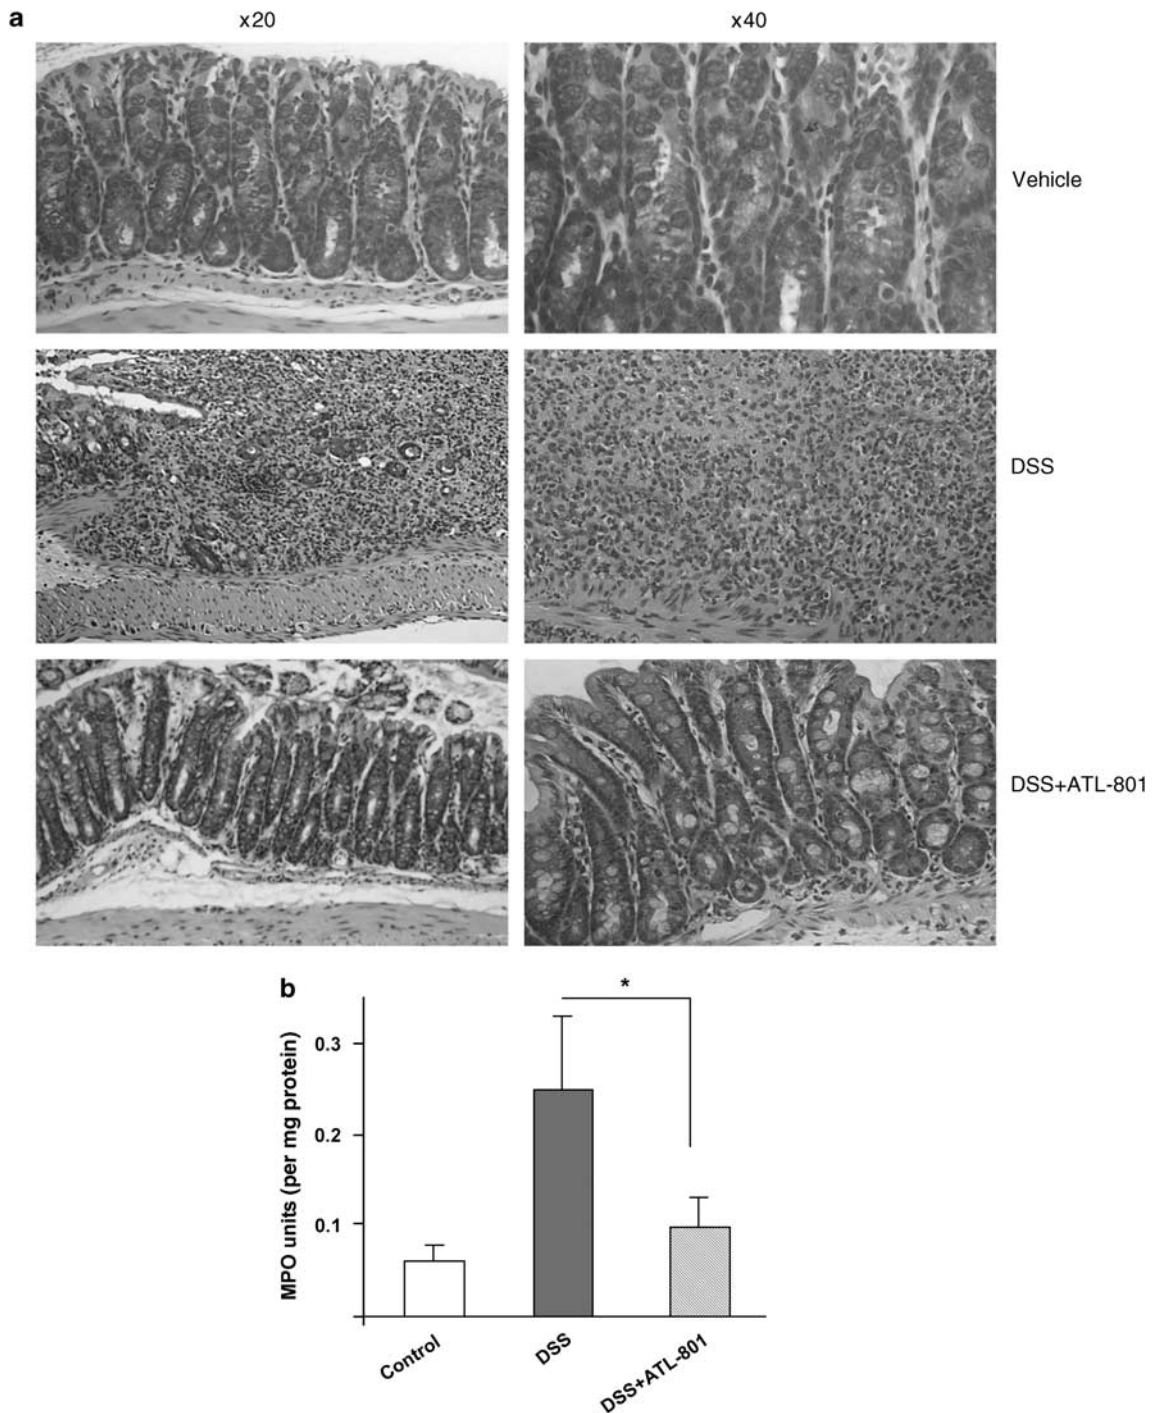 a
x20
x40
Vehicle
DSS
DSS+ATL-801
b
*
MPO units (per mg protein)
0.3
0.2
0.1
Control
DSS
DSS+ATL-801